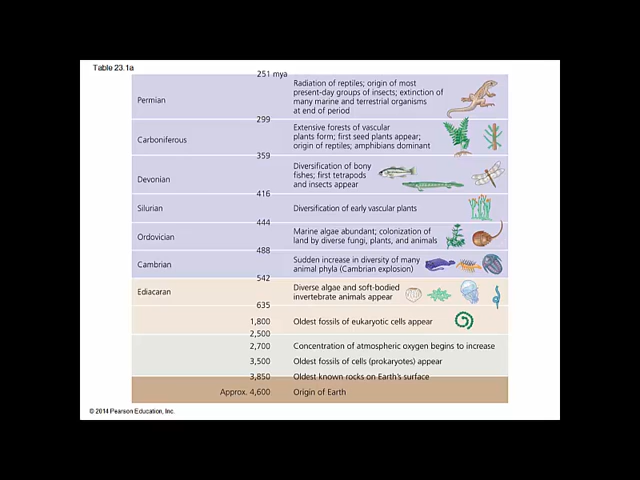 Table 23.1a
251 mya
Permian
Radiation of reptiles; origin of most
present-day groups of insects; extinction of
many marine and terrestrial organisms
at end of period
299
Carboniferous
Extensive forests of vascular
plants form; first seed plants appear;
origin of reptiles; amphibians dominant
359
Devonian
Diversification of bony
fishes; first tetrapods
and insects appear
416
Silurian
Diversification of early vascular plants
444
Ordovician
Marine algae abundant; colonization of
land by diverse fungi, plants, and animals
488
Cambrian
Sudden increase in diversity of many
animal phyla (Cambrian explosion)
542
Ediacaran
Diverse algae and soft-bodied
invertebrate animals appear
635
1,800 Oldest fossils of eukaryotic cells appear
2,500
2,700 Concentration of atmospheric oxygen begins to increase
3,500 Oldest fossils of cells (prokaryotes) appear
3,850 Oldest known rocks on Earth's surface
Approx. 4,600 Origin of Earth
© 2014 Pearson Education, Inc.